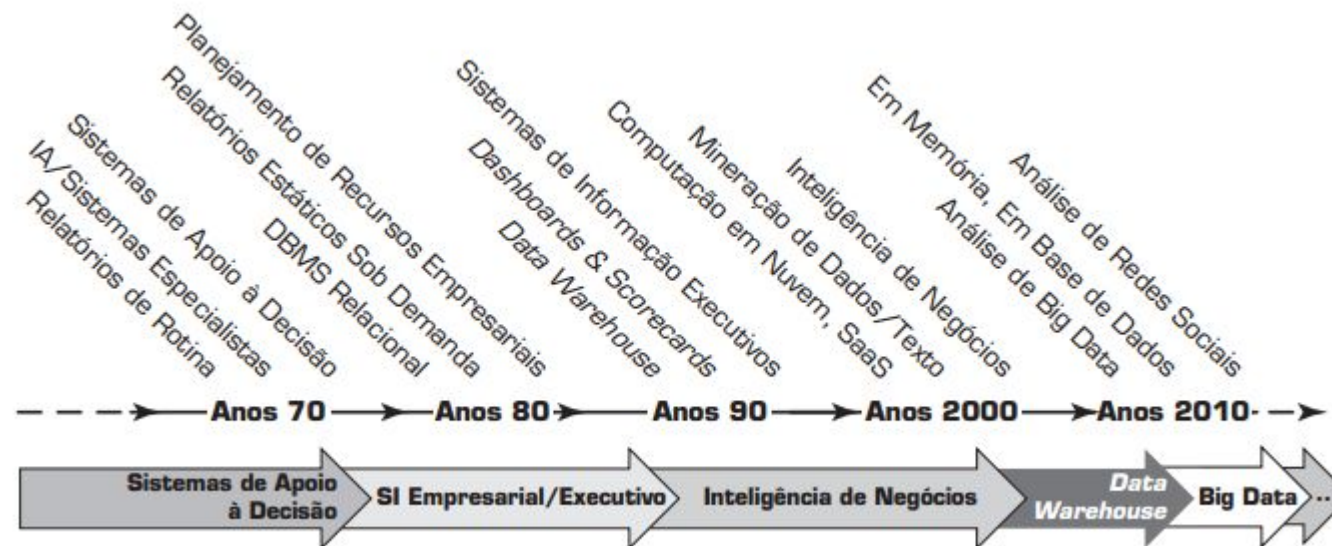 Relatórios de Rotina
IA/Sistemas Especialistas
Sistemas de Apoio à Decisão
DBMS Relacional
Relatórios Estáticos Sob Demanda
Planejamento de Recursos Empresariais
Data Warehouse
Dashboards & Scorecards
Sistemas de Informação Executivos
Computação em Nuvem, SaaS
Mineração de Dados/Texto
Inteligência de Negócios
Análise de Big Data
Em Memória, Em Base de Dados
Análise de Redes Sociais
Anos 70
Anos 80
Anos 90
Anos 2000
Anos 2010
Sistemas de Apoio
à Decisão
SI Empresarial/Executivo
Inteligência de Negócios
Data
Warehouse
Big Data
...